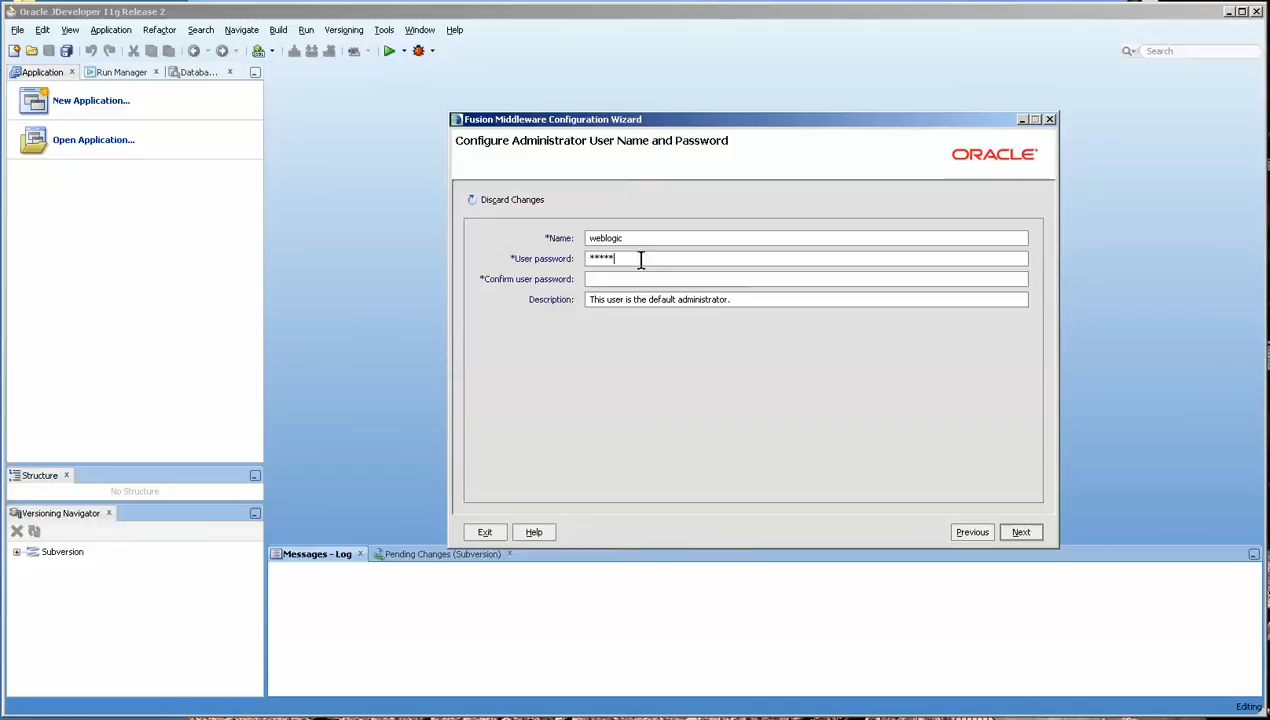 Oracle JDeveloper 11g Release 2
File Edit View Application Refactor Search Navigate Build Run Versioning Tools Window Help
Search
Application Run Manager Databa...
New Application...
Open Application...
Fusion Middleware Configuration Wizard
Configure Administrator User Name and Password
ORACLE
Discard Changes
*Name: weblogic
*User password: *****
*Confirm user password:
Description: This user is the default administrator.
Exit Help Previous Next
Structure
No Structure
Versioning Navigator
Subversion
Messages - Log Pending Changes (Subversion)
Editing